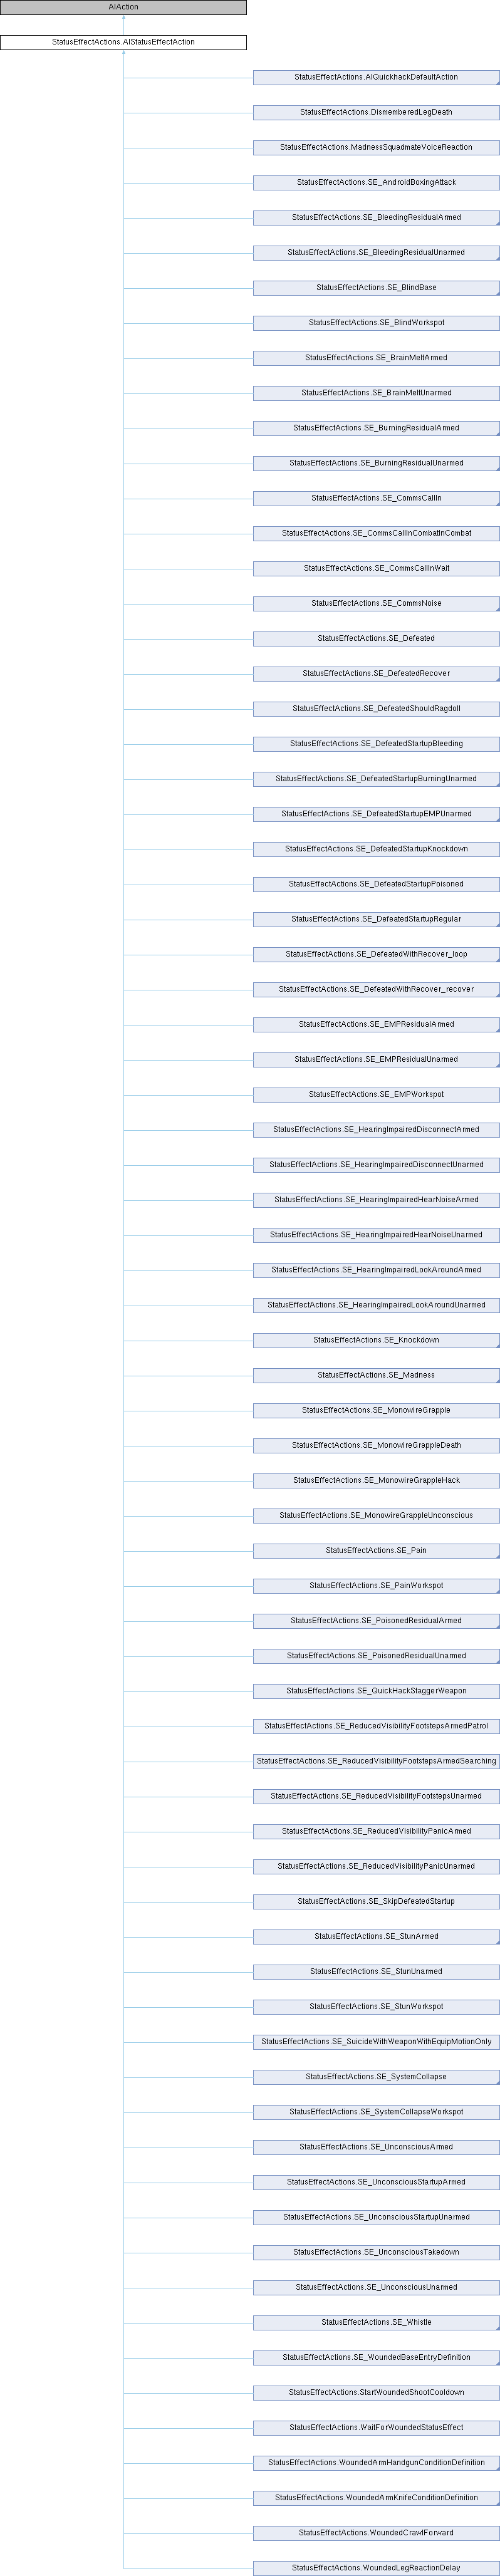 AIAction
StatusEffectActions.AIStatusEffectAction
StatusEffectActions.AIQuickhackDefaultAction
StatusEffectActions.DismemberedLegDeath
StatusEffectActions.MadnessSquadmateVoiceReaction
StatusEffectActions.SE_AndroidBoxingAttack
StatusEffectActions.SE_BleedingResidualArmed
StatusEffectActions.SE_BleedingResidualUnarmed
StatusEffectActions.SE_BlindBase
StatusEffectActions.SE_BlindWorkspot
StatusEffectActions.SE_BrainMeltArmed
StatusEffectActions.SE_BrainMeltUnarmed
StatusEffectActions.SE_BurningResidualArmed
StatusEffectActions.SE_BurningResidualUnarmed
StatusEffectActions.SE_CommsCallIn
StatusEffectActions.SE_CommsCallInCombatInCombat
StatusEffectActions.SE_CommsCallInWait
StatusEffectActions.SE_CommsNoise
StatusEffectActions.SE_Defeated
StatusEffectActions.SE_DefeatedRecover
StatusEffectActions.SE_DefeatedShouldRagdoll
StatusEffectActions.SE_DefeatedStartupBleeding
StatusEffectActions.SE_DefeatedStartupBurningUnarmed
StatusEffectActions.SE_DefeatedStartupEMPUnarmed
StatusEffectActions.SE_DefeatedStartupKnockdown
StatusEffectActions.SE_DefeatedStartupPoisoned
StatusEffectActions.SE_DefeatedStartupRegular
StatusEffectActions.SE_DefeatedWithRecover_loop
StatusEffectActions.SE_DefeatedWithRecover_recover
StatusEffectActions.SE_EMPResidualArmed
StatusEffectActions.SE_EMPResidualUnarmed
StatusEffectActions.SE_EMPWorkspot
StatusEffectActions.SE_HearingImpairedDisconnectArmed
StatusEffectActions.SE_HearingImpairedDisconnectUnarmed
StatusEffectActions.SE_HearingImpairedHearNoiseArmed
StatusEffectActions.SE_HearingImpairedHearNoiseUnarmed
StatusEffectActions.SE_HearingImpairedLookAroundArmed
StatusEffectActions.SE_HearingImpairedLookAroundUnarmed
StatusEffectActions.SE_Knockdown
StatusEffectActions.SE_Madness
StatusEffectActions.SE_MonowireGrapple
StatusEffectActions.SE_MonowireGrappleDeath
StatusEffectActions.SE_MonowireGrappleHack
StatusEffectActions.SE_MonowireGrappleUnconscious
StatusEffectActions.SE_Pain
StatusEffectActions.SE_PainWorkspot
StatusEffectActions.SE_PoisonedResidualArmed
StatusEffectActions.SE_PoisonedResidualUnarmed
StatusEffectActions.SE_QuickHackStaggerWeapon
StatusEffectActions.SE_ReducedVisibilityFootstepsArmedPatrol
StatusEffectActions.SE_ReducedVisibilityFootstepsArmedSearching
StatusEffectActions.SE_ReducedVisibilityFootstepsUnarmed
StatusEffectActions.SE_ReducedVisibilityPanicArmed
StatusEffectActions.SE_ReducedVisibilityPanicUnarmed
StatusEffectActions.SE_SkipDefeatedStartup
StatusEffectActions.SE_StunArmed
StatusEffectActions.SE_StunUnarmed
StatusEffectActions.SE_StunWorkspot
StatusEffectActions.SE_SuicideWithWeaponWithEquipMotionOnly
StatusEffectActions.SE_SystemCollapse
StatusEffectActions.SE_SystemCollapseWorkspot
StatusEffectActions.SE_UnconsciousArmed
StatusEffectActions.SE_UnconsciousStartupArmed
StatusEffectActions.SE_UnconsciousStartupUnarmed
StatusEffectActions.SE_UnconsciousTakedown
StatusEffectActions.SE_UnconsciousUnarmed
StatusEffectActions.SE_Whistle
StatusEffectActions.SE_WoundedBaseEntryDefinition
StatusEffectActions.StartWoundedShootCooldown
StatusEffectActions.WaitForWoundedStatusEffect
StatusEffectActions.WoundedArmHandgunConditionDefinition
StatusEffectActions.WoundedArmKnifeConditionDefinition
StatusEffectActions.WoundedCrawlForward
StatusEffectActions.WoundedLegReactionDelay